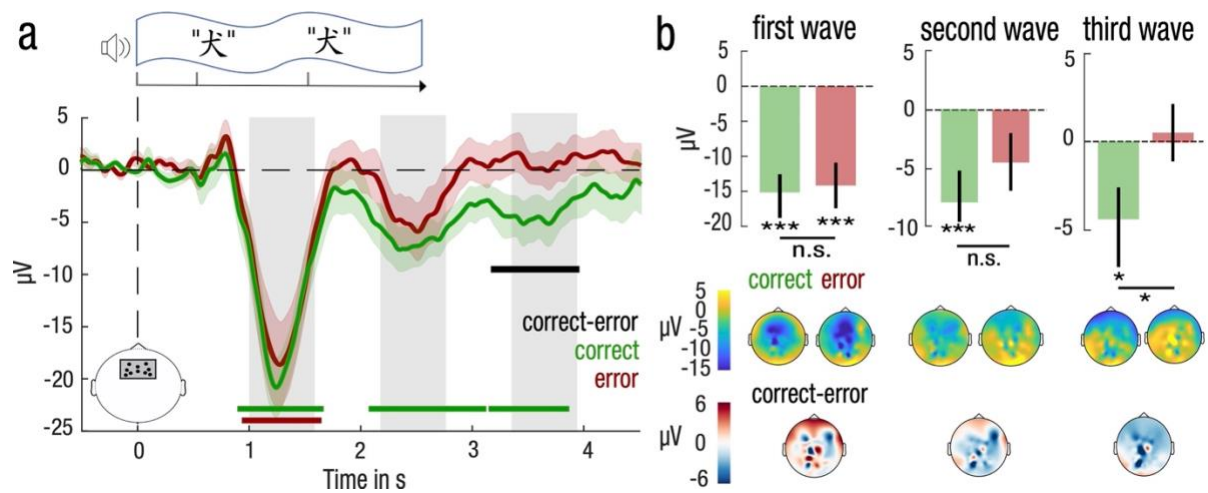 a
"犬" "犬"
5
0
-5
-10
-15
-20
-25
µV
0
1
2
3
4
Time in s
correct-error
correct
error
b
first wave
second wave
third wave
µV
5
0
-5
-10
-15
-20
***
***
n.s.
5
0
-5
-10
***
n.s.
5
0
-5
*
*
correct error
µV
5
0
-5
-10
-15
correct-error
µV
6
0
-6